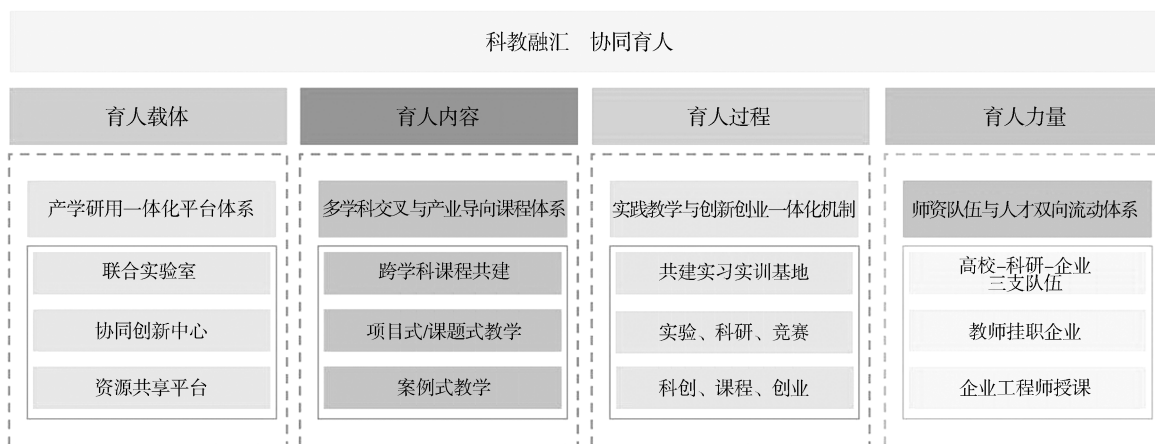 科教融汇　协同育人
育人载体
育人内容
育人过程
育人力量
产学研用一体化平台体系
多学科交叉与产业导向课程体系
实践教学与创新创业一体化机制
师资队伍与人才双向流动体系
联合实验室
跨学科课程共建
共建实习实训基地
高校-科研-企业
三支队伍
协同创新中心
项目式/课题式教学
实验、科研、竞赛
教师挂职企业
资源共享平台
案例式教学
科创、课程、创业
企业工程师授课